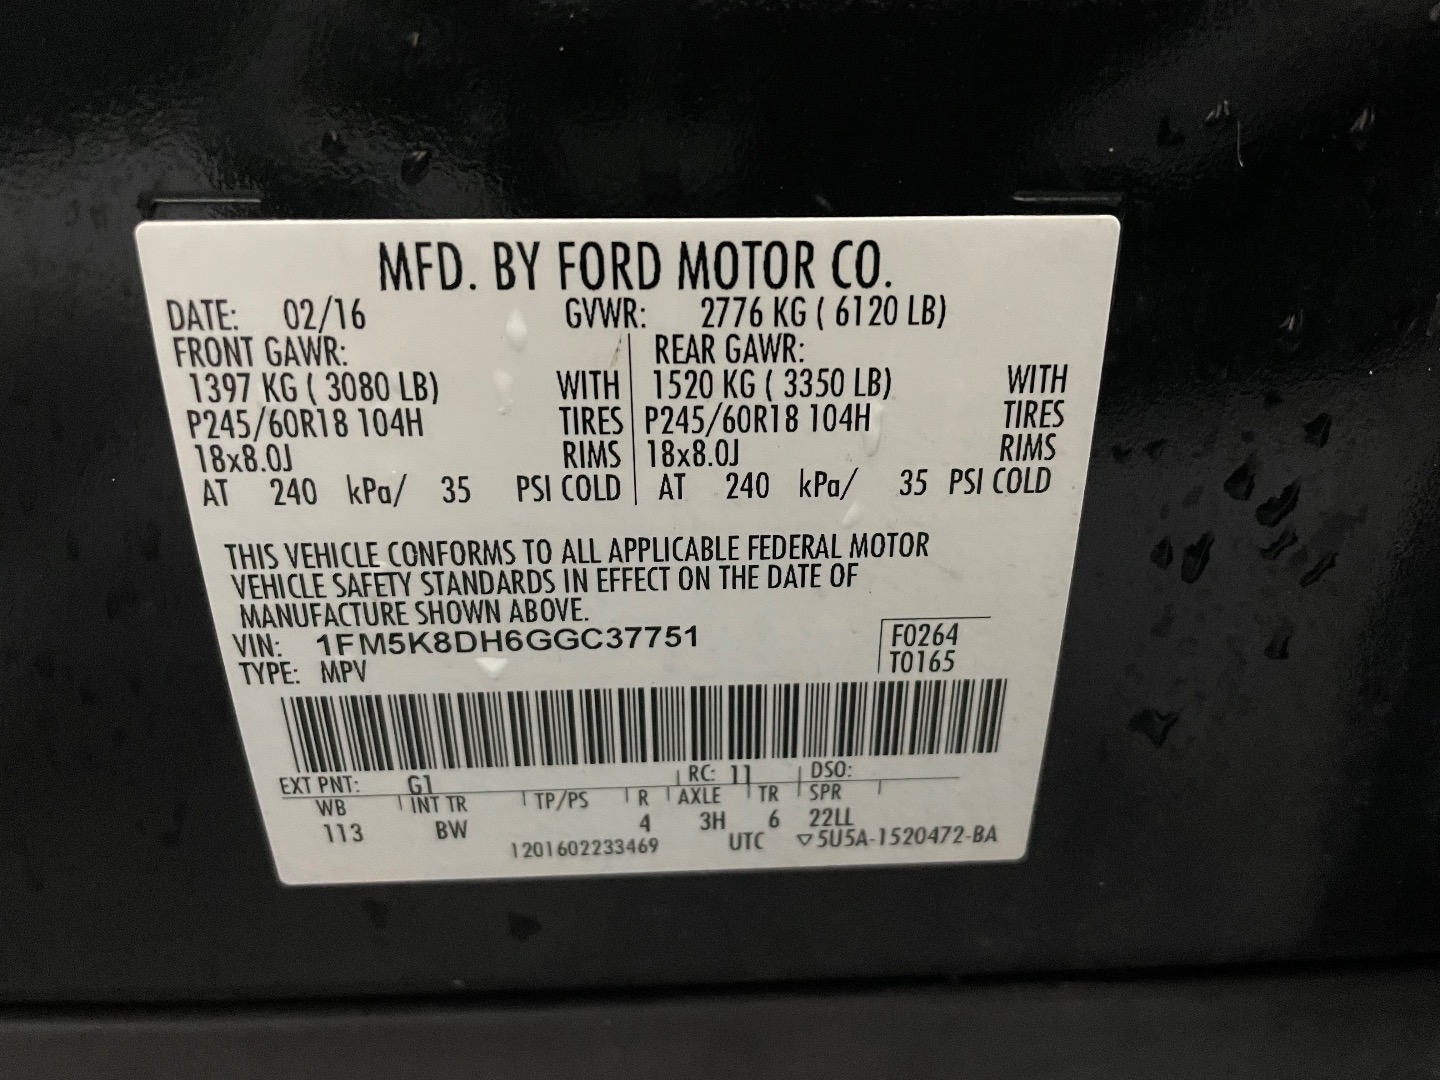 MFD. BY FORD MOTOR CO.
DATE: 02/16 GVWR: 2776 KG ( 6120 LB)
FRONT GAWR: REAR GAWR:
1397 KG ( 3080 LB) WITH 1520 KG ( 3350 LB) WITH
P245/60R18 104H TIRES P245/60R18 104H TIRES
18x8.0J RIMS 18x8.0J RIMS
AT 240 kPa/ 35 PSI COLD AT 240 kPa/ 35 PSI COLD
THIS VEHICLE CONFORMS TO ALL APPLICABLE FEDERAL MOTOR
VEHICLE SAFETY STANDARDS IN EFFECT ON THE DATE OF
MANUFACTURE SHOWN ABOVE.
VIN: 1FM5K8DH6GGC37751 F0264
TYPE: MPV T0165
EXT PNT: G1 RC: 11 DSO:
WB INT TR TP/PS R AXLE TR SPR
113 BW 4 3H 6 22LL
1201602233469 UTC ▽5U5A-1520472-BA